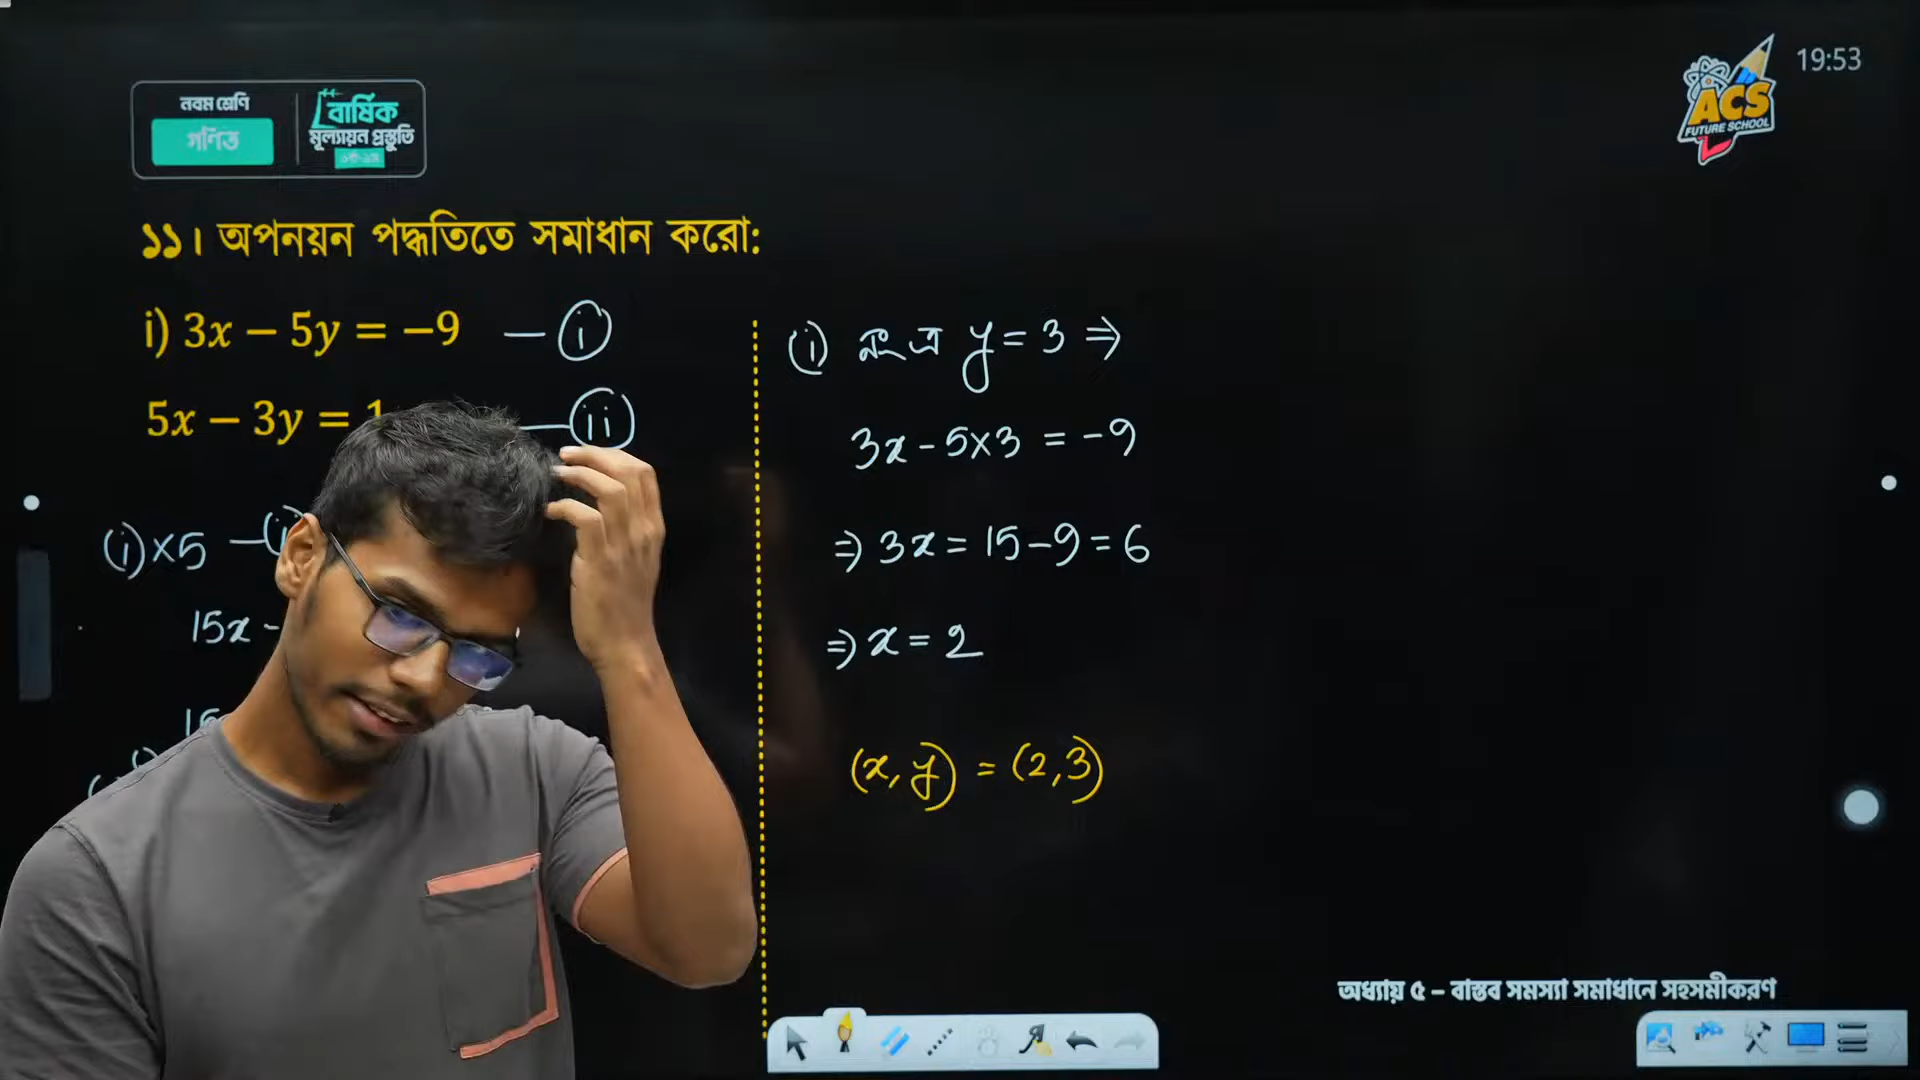 নবম শ্রেণি
গণিত
বার্ষিক
মূল্যায়ন প্রস্তুতি
ACS
FUTURE SCHOOL
19:53
১১। অপনয়ন পদ্ধতিতে সমাধান করো:
i) 3x − 5y = −9 — (i)
5x − 3y = 1 — (ii)
(i)×5 —
15x -
(i) নং এ y = 3 ⇒
3x - 5×3 = -9
⇒ 3x = 15-9 = 6
⇒ x = 2
(x, y) = (2,3)
অধ্যায় ৫ – বাস্তব সমস্যা সমাধানে সহসমীকরণ